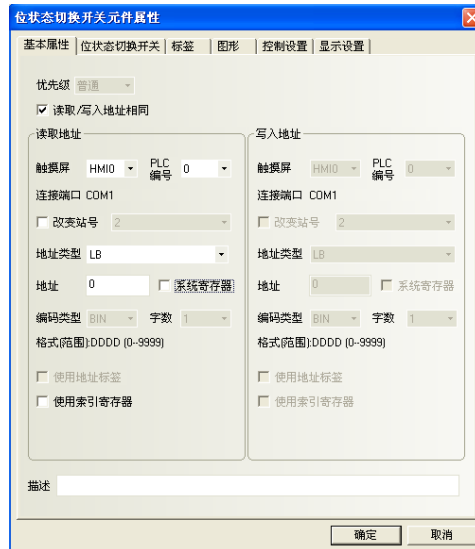 位状态切换开关元件属性
基本属性 位状态切换开关 标签 图形 控制设置 显示设置
优先级 普通
读取/写入地址相同
读取地址
触摸屏 HMI0 PLC编号 0
连接端口 COM1
改变站号 2
地址类型 LB
地址 0 系统寄存器
编码类型 BIN 字数 1
格式(范围):DDDD (0--9999)
使用地址标签
使用索引寄存器
写入地址
触摸屏 HMI0 PLC编号 0
连接端口 COM1
改变站号 2
地址类型 LB
地址 0 系统寄存器
编码类型 BIN 字数 1
格式(范围):DDDD (0--9999)
使用地址标签
使用索引寄存器
描述
确定 取消